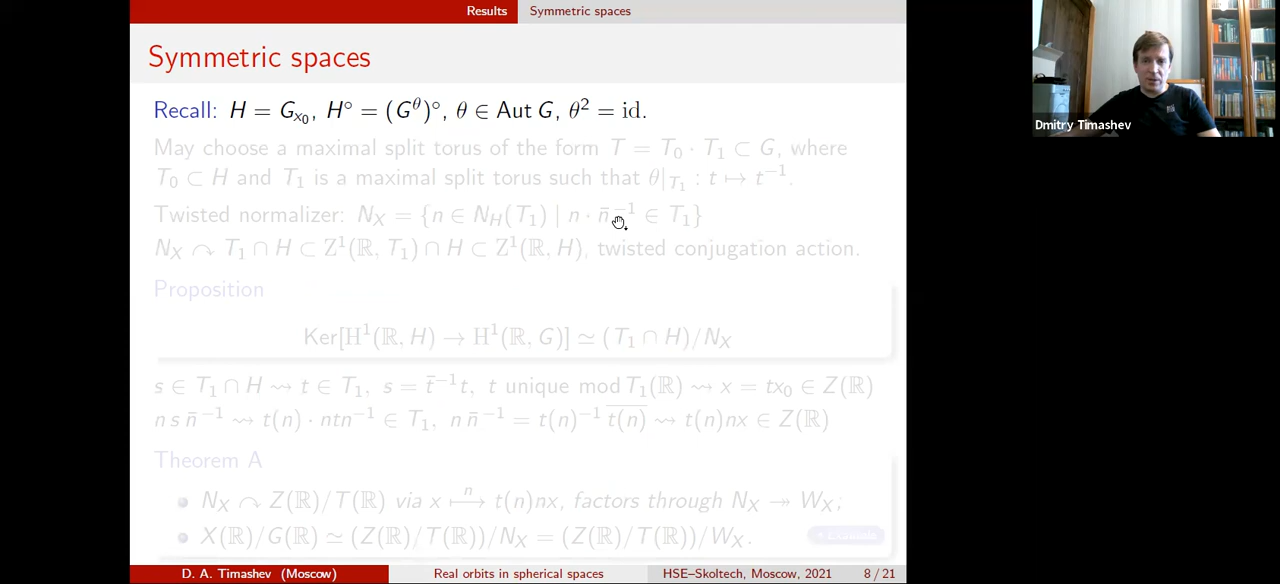 Results Symmetric spaces
Symmetric spaces
Recall: H = G_{x_0}, H° = (G^θ)°, θ ∈ Aut G, θ² = id.
May choose a maximal split torus of the form T = T_0 · T_1 ⊂ G, where
T_0 ⊂ H and T_1 is a maximal split torus such that θ|_{T_1} : t ↦ t^{-1}.
Twisted normalizer: N_X = {n ∈ N_H(T_1) | n · n̄^{-1} ∈ T_1}
N_X ↷ T_1 ∩ H ⊂ Z^1(ℝ, T_1) ∩ H ⊂ Z^1(ℝ, H), twisted conjugation action.
Proposition
Ker[H^1(ℝ, H) → H^1(ℝ, G)] ≃ (T_1 ∩ H)/N_X
s ∈ T_1 ∩ H ⇝ t ∈ T_1, s = t̄^{-1}t, t unique mod T_1(ℝ) ⇝ x = tx_0 ∈ Z(ℝ)
n s n̄^{-1} ⇝ t(n) · ntn^{-1} ∈ T_1, n n̄^{-1} = t(n)^{-1} \overline{t(n)} ⇝ t(n)nx ∈ Z(ℝ)
Theorem A
• N_X ↷ Z(ℝ)/T(ℝ) via x \overset{n}{⟼} t(n)nx, factors through N_X ↠ W_X;
• X(ℝ)/G(ℝ) ≃ (Z(ℝ)/T(ℝ))/N_X = (Z(ℝ)/T(ℝ))/W_X.
Example
D. A. Timashev (Moscow) Real orbits in spherical spaces HSE–Skoltech, Moscow, 2021 8 / 21
Dmitry Timashev